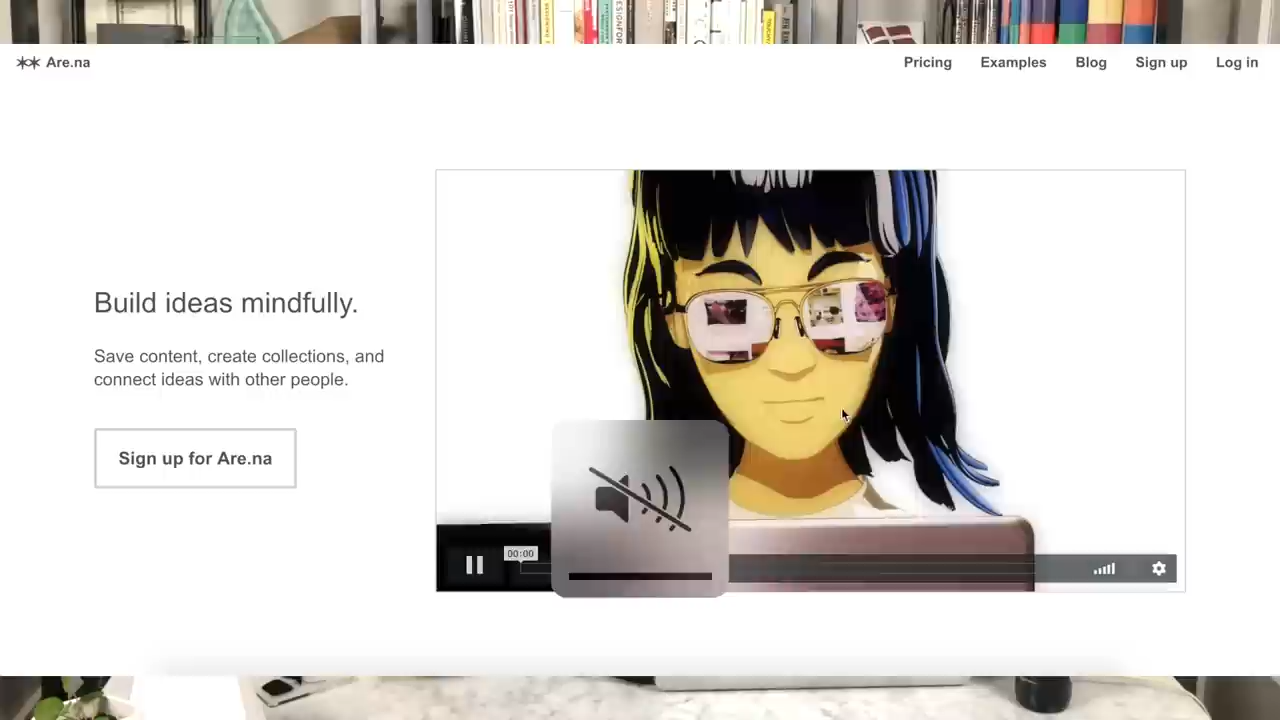 Are.na
Pricing
Examples
Blog
Sign up
Log in
Build ideas mindfully.
Save content, create collections, and
connect ideas with other people.
Sign up for Are.na
00:00